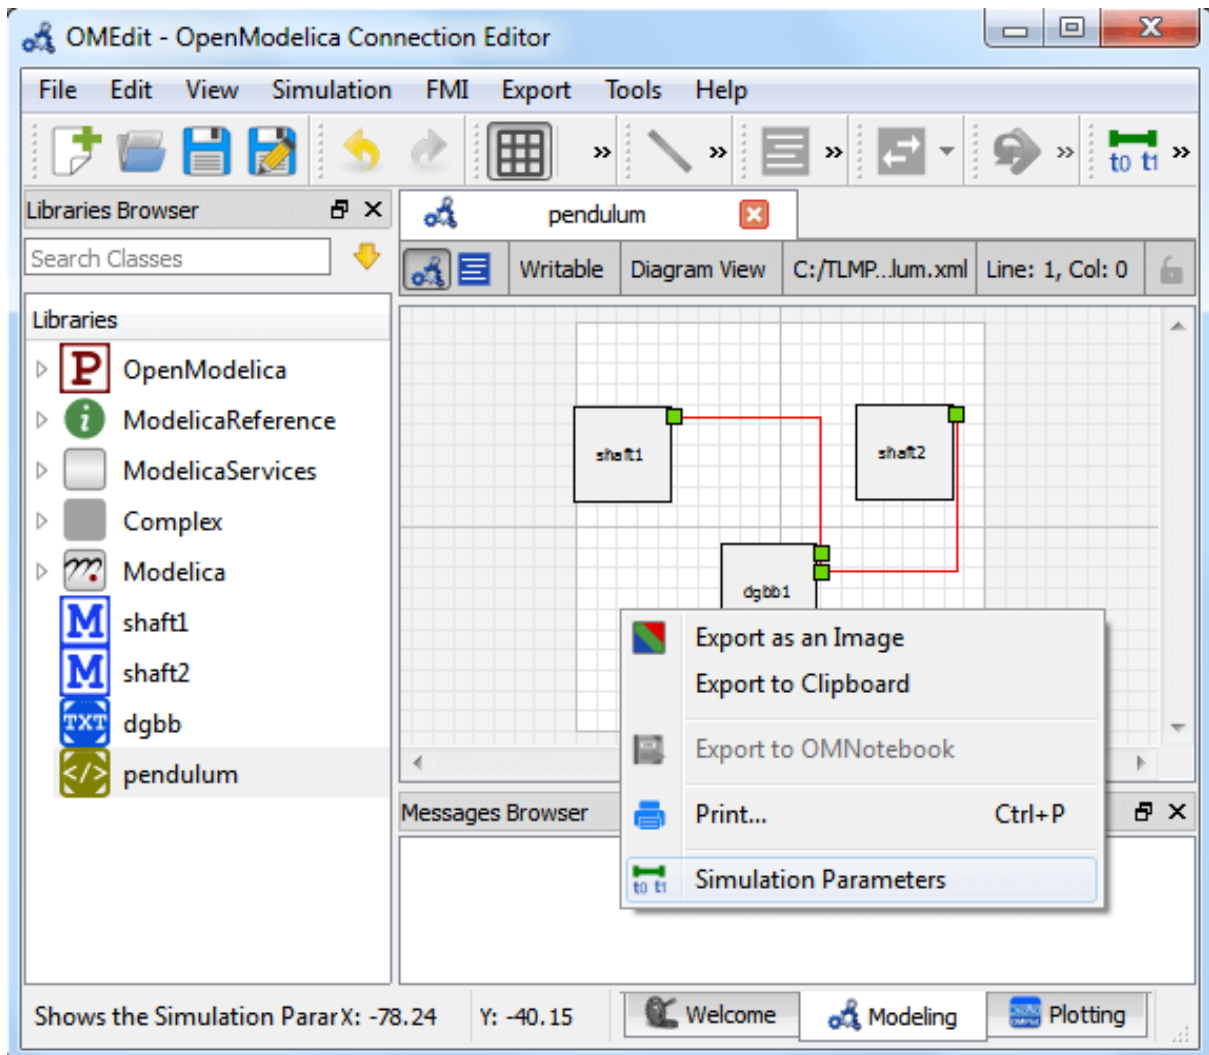 OMEdit - OpenModelica Connection Editor
File Edit View Simulation FMI Export Tools Help
» » » » t0 t1 »
Libraries Browser
pendulum
Search Classes
Writable Diagram View C:/TLMP...lum.xml Line: 1, Col: 0
Libraries
P OpenModelica
i ModelicaReference
ModelicaServices
Complex
m Modelica
M shaft1
M shaft2
TXT dgbb
</> pendulum
shaft1
shaft2
dgbb1
Export as an Image
Export to Clipboard
Export to OMNotebook
Print... Ctrl+P
t0 t1 Simulation Parameters
Messages Browser
Shows the Simulation Parar X: -78.24 Y: -40.15 Welcome Modeling Plotting